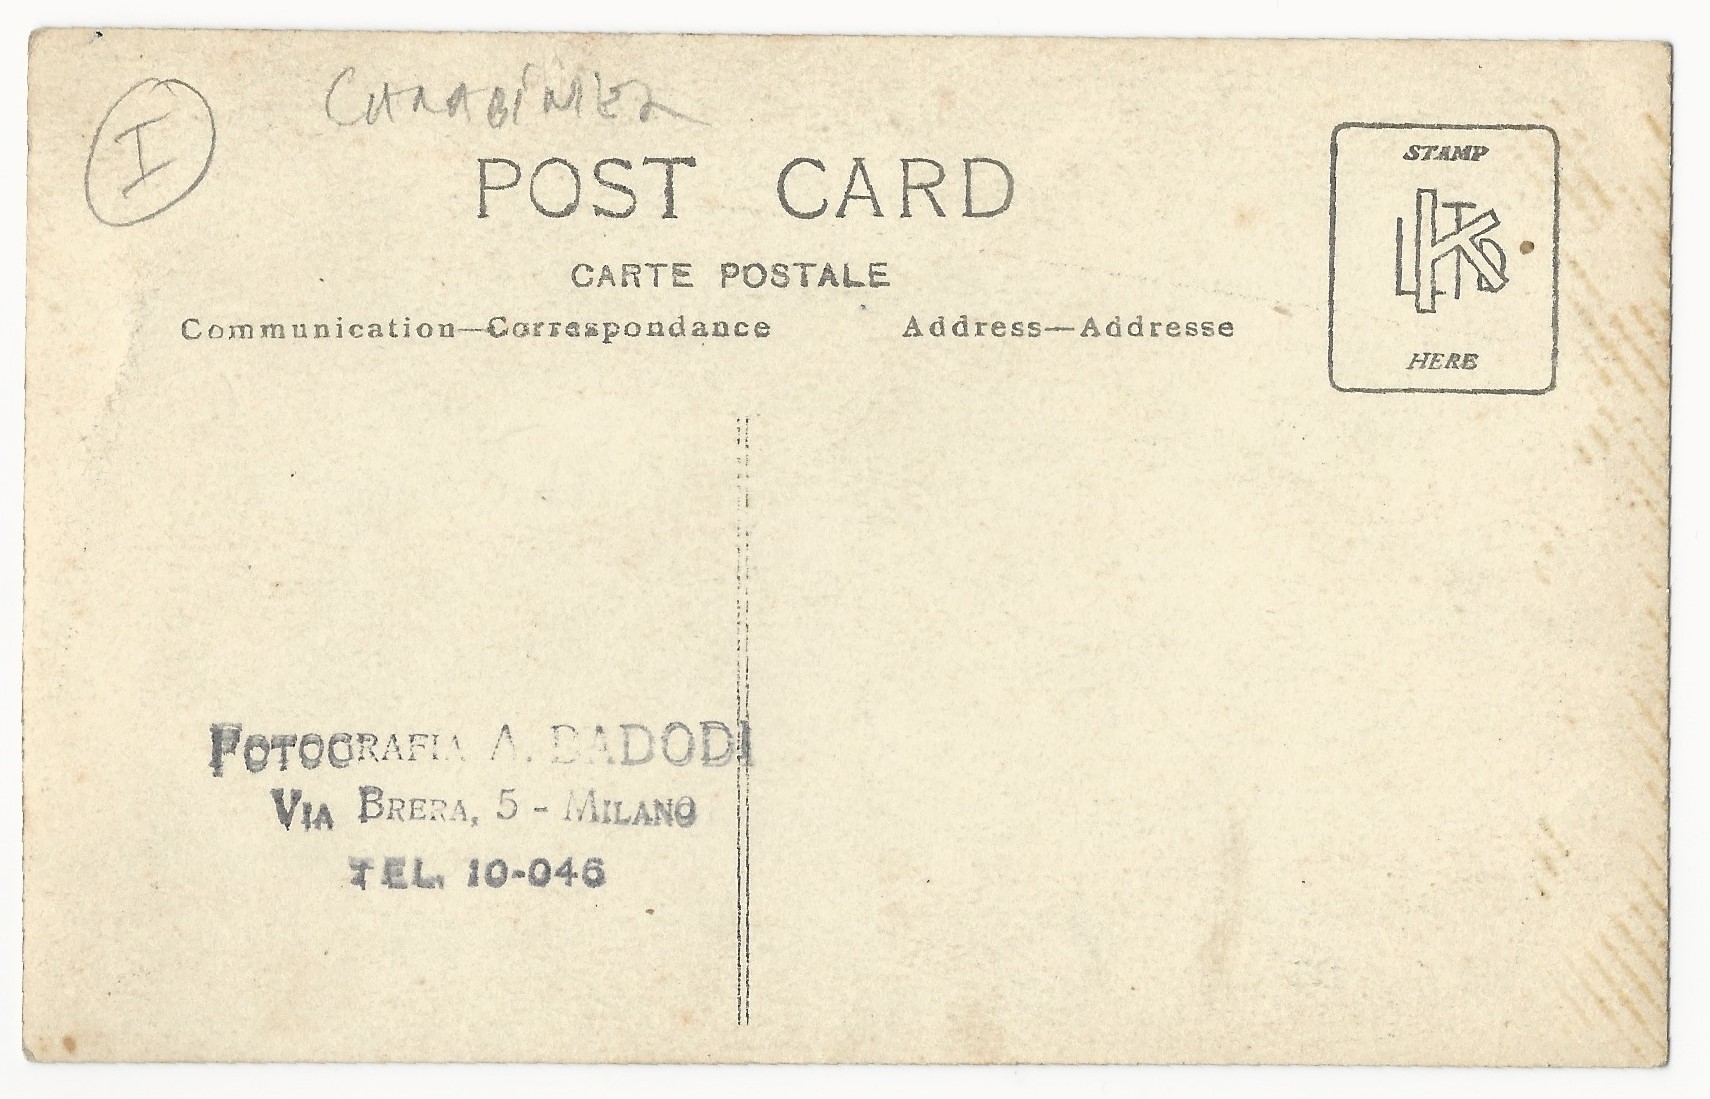 I
CARABINIER
POST CARD
CARTE POSTALE
Communication—Correspondance
Address—Addresse
STAMP
HERE
FOTOGRAFIA A. BADODI
VIA BRERA, 5 - MILANO
TEL. 10-046